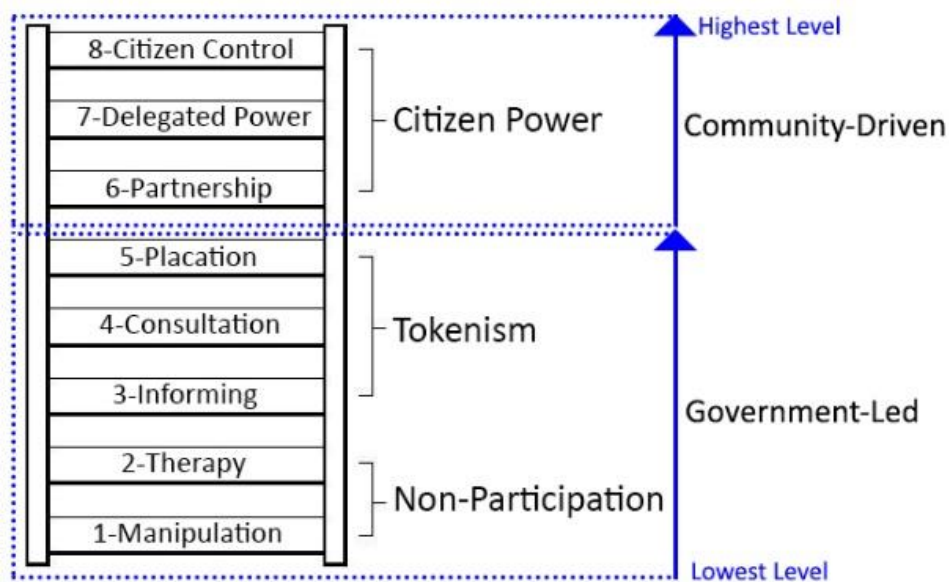 Highest Level
8-Citizen Control
7-Delegated Power
Citizen Power
Community-Driven
6-Partnership
5-Placation
4-Consultation
Tokenism
3-Informing
Government-Led
2-Therapy
Non-Participation
1-Manipulation
Lowest Level